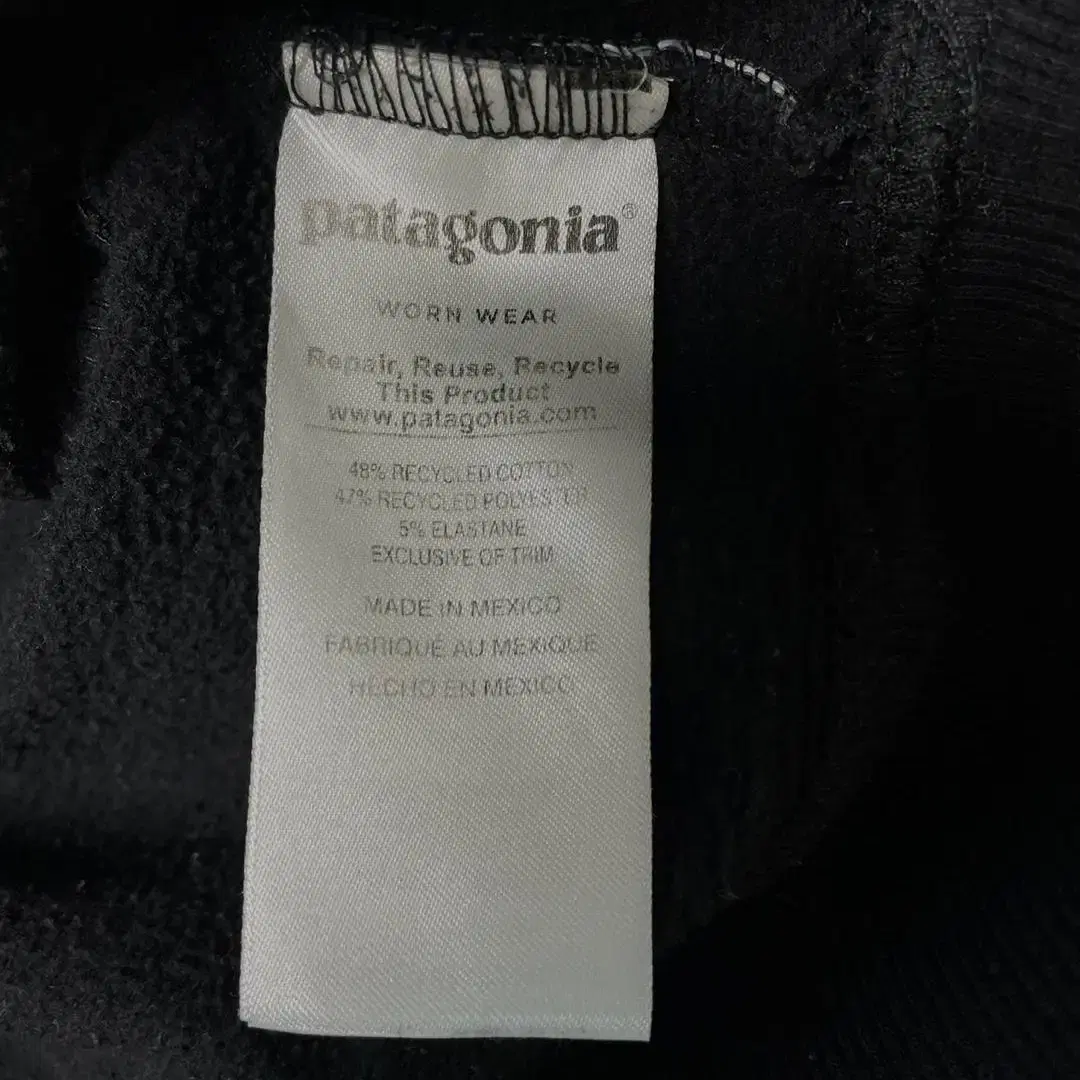 patagonia®
WORN WEAR
Repair, Reuse, Recycle
This Product
www.patagonia.com
48% RECYCLED COTTON
47% RECYCLED POLYESTER
5% ELASTANE
EXCLUSIVE OF TRIM
MADE IN MEXICO
FABRIQUÉ AU MEXIQUE
HECHO EN MEXICO